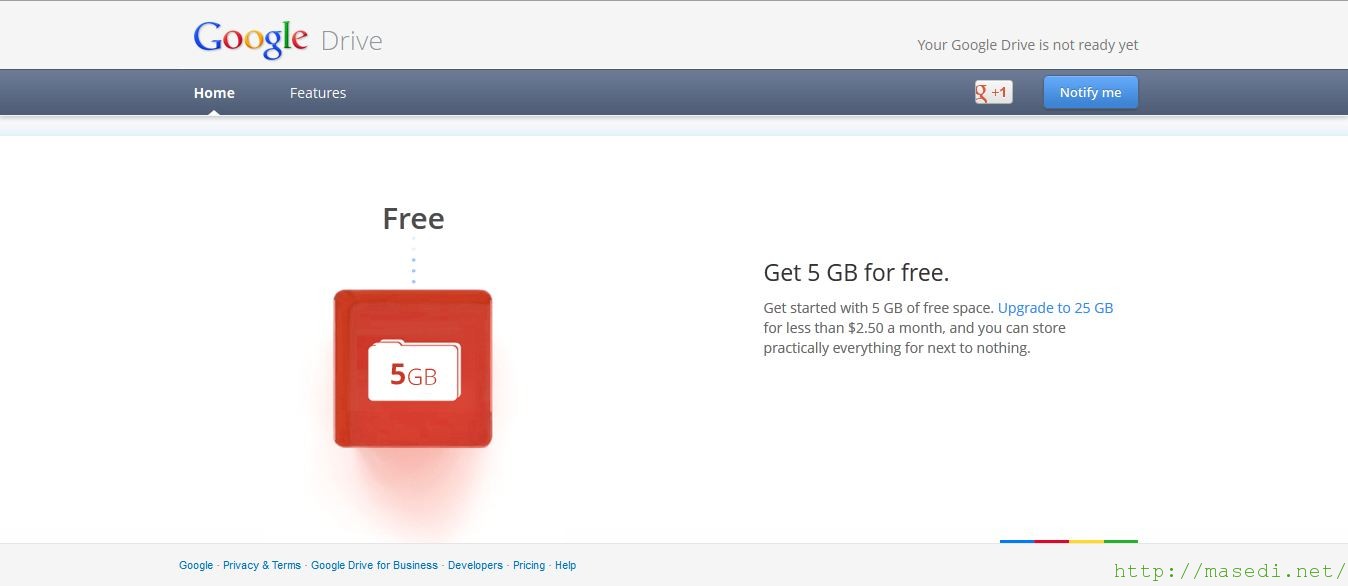 Google Drive
Your Google Drive is not ready yet
Home
Features
g +1
Notify me
Free
5GB
Get 5 GB for free.
Get started with 5 GB of free space. Upgrade to 25 GB
for less than $2.50 a month, and you can store
practically everything for next to nothing.
Google · Privacy & Terms · Google Drive for Business · Developers · Pricing · Help
http://masedi.net/